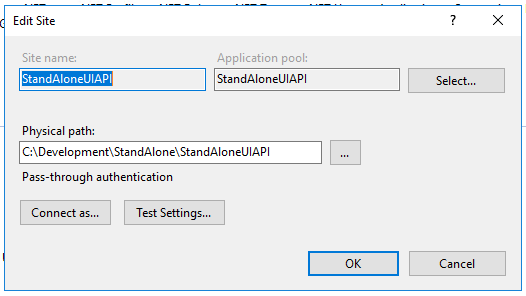 Edit Site
?
Site name:
Application pool:
StandAloneUIAPI
StandAloneUIAPI
Select...
Physical path:
C:\Development\StandAlone\StandAloneUIAPI
...
Pass-through authentication
Connect as...
Test Settings...
OK
Cancel